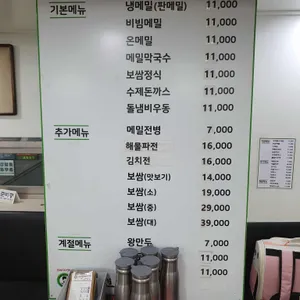 기본메뉴
냉메밀(판메밀) 11,000
비빔메밀 11,000
온메밀 11,000
메밀막국수 11,000
보쌈정식 11,000
수제돈까스 11,000
돌냄비우동 11,000
추가메뉴
메밀전병 7,000
해물파전 16,000
김치전 16,000
보쌈(맛보기) 14,000
보쌈(소) 19,000
보쌈(중) 29,000
보쌈(대) 39,000
계절메뉴
왕만두 7,000
11,000
11,000